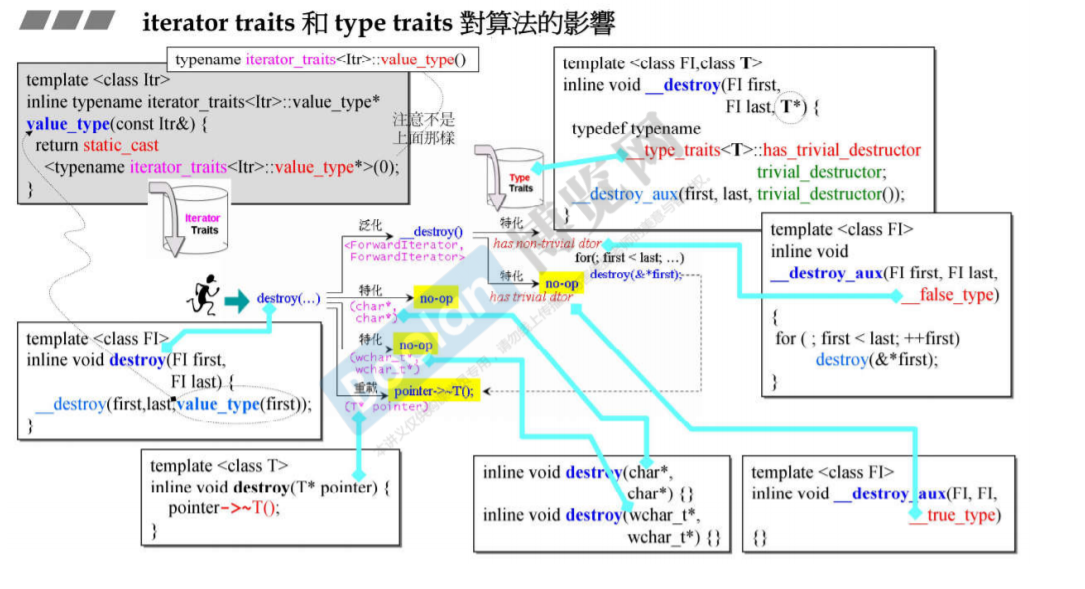 iterator traits 和 type traits 對算法的影響
typename iterator_traits<Itr>::value_type()
template <class Itr>
inline typename iterator_traits<Itr>::value_type*
value_type(const Itr&) {
return static_cast
<typename iterator_traits<Itr>::value_type*>(0);
}
注意不是
上面那樣
Iterator
Traits
template <class FI,class T>
inline void __destroy(FI first,
FI last, T*) {
typedef typename
__type_traits<T>::has_trivial_destructor
trivial_destructor;
__destroy_aux(first, last, trivial_destructor());
}
Type
Traits
template <class FI>
inline void
__destroy_aux(FI first, FI last,
__false_type)
{
for ( ; first < last; ++first)
destroy(&*first);
}
destroy(…)
泛化
__destroy()
<ForwardIterator,
ForwardIterator>
特化
has non-trivial dtor
for(; first < last; …)
destroy(&*first);
特化
no-op
has trivial dtor
特化
no-op
(char*,
char*)
特化
no-op
(wchar_t*,
wchar_t*)
重載
pointer->~T();
(T* pointer)
template <class FI>
inline void destroy(FI first,
FI last) {
__destroy(first,last,value_type(first));
}
template <class T>
inline void destroy(T* pointer) {
pointer->~T();
}
inline void destroy(char*,
char*) {}
inline void destroy(wchar_t*,
wchar_t*) {}
template <class FI>
inline void __destroy_aux(FI, FI,
__true_type)
{}
博览网